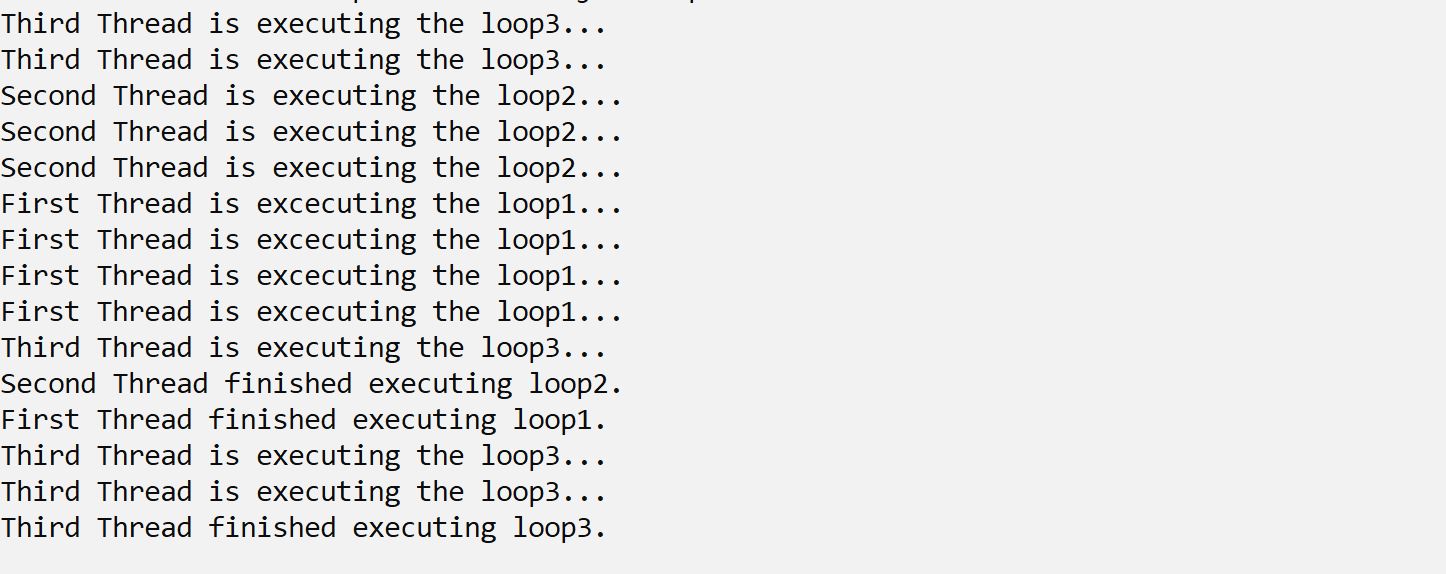 Third Thread is executing the loop3...
Third Thread is executing the loop3...
Second Thread is executing the loop2...
Second Thread is executing the loop2...
Second Thread is executing the loop2...
First Thread is excecuting the loop1...
First Thread is excecuting the loop1...
First Thread is excecuting the loop1...
First Thread is excecuting the loop1...
Third Thread is executing the loop3...
Second Thread finished executing loop2.
First Thread finished executing loop1.
Third Thread is executing the loop3...
Third Thread is executing the loop3...
Third Thread finished executing loop3.